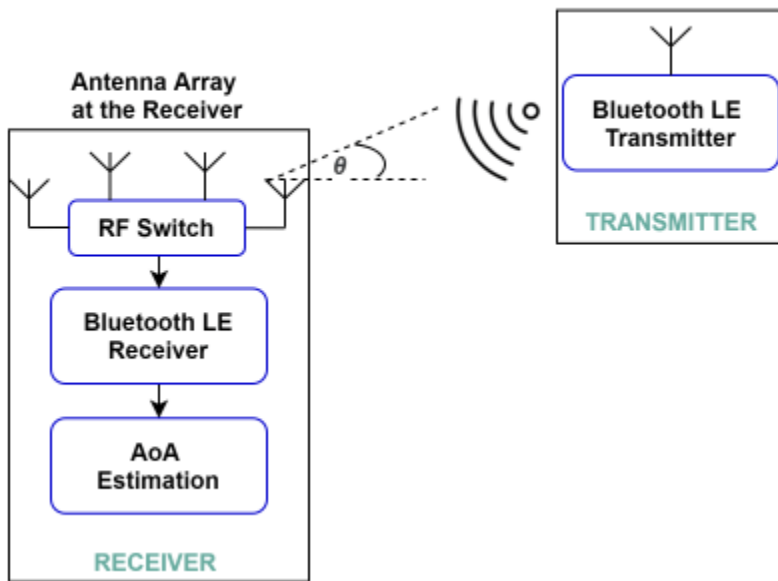 Antenna Array
at the Receiver
Bluetooth LE
Transmitter
TRANSMITTER
θ
RF Switch
Bluetooth LE
Receiver
AoA
Estimation
RECEIVER